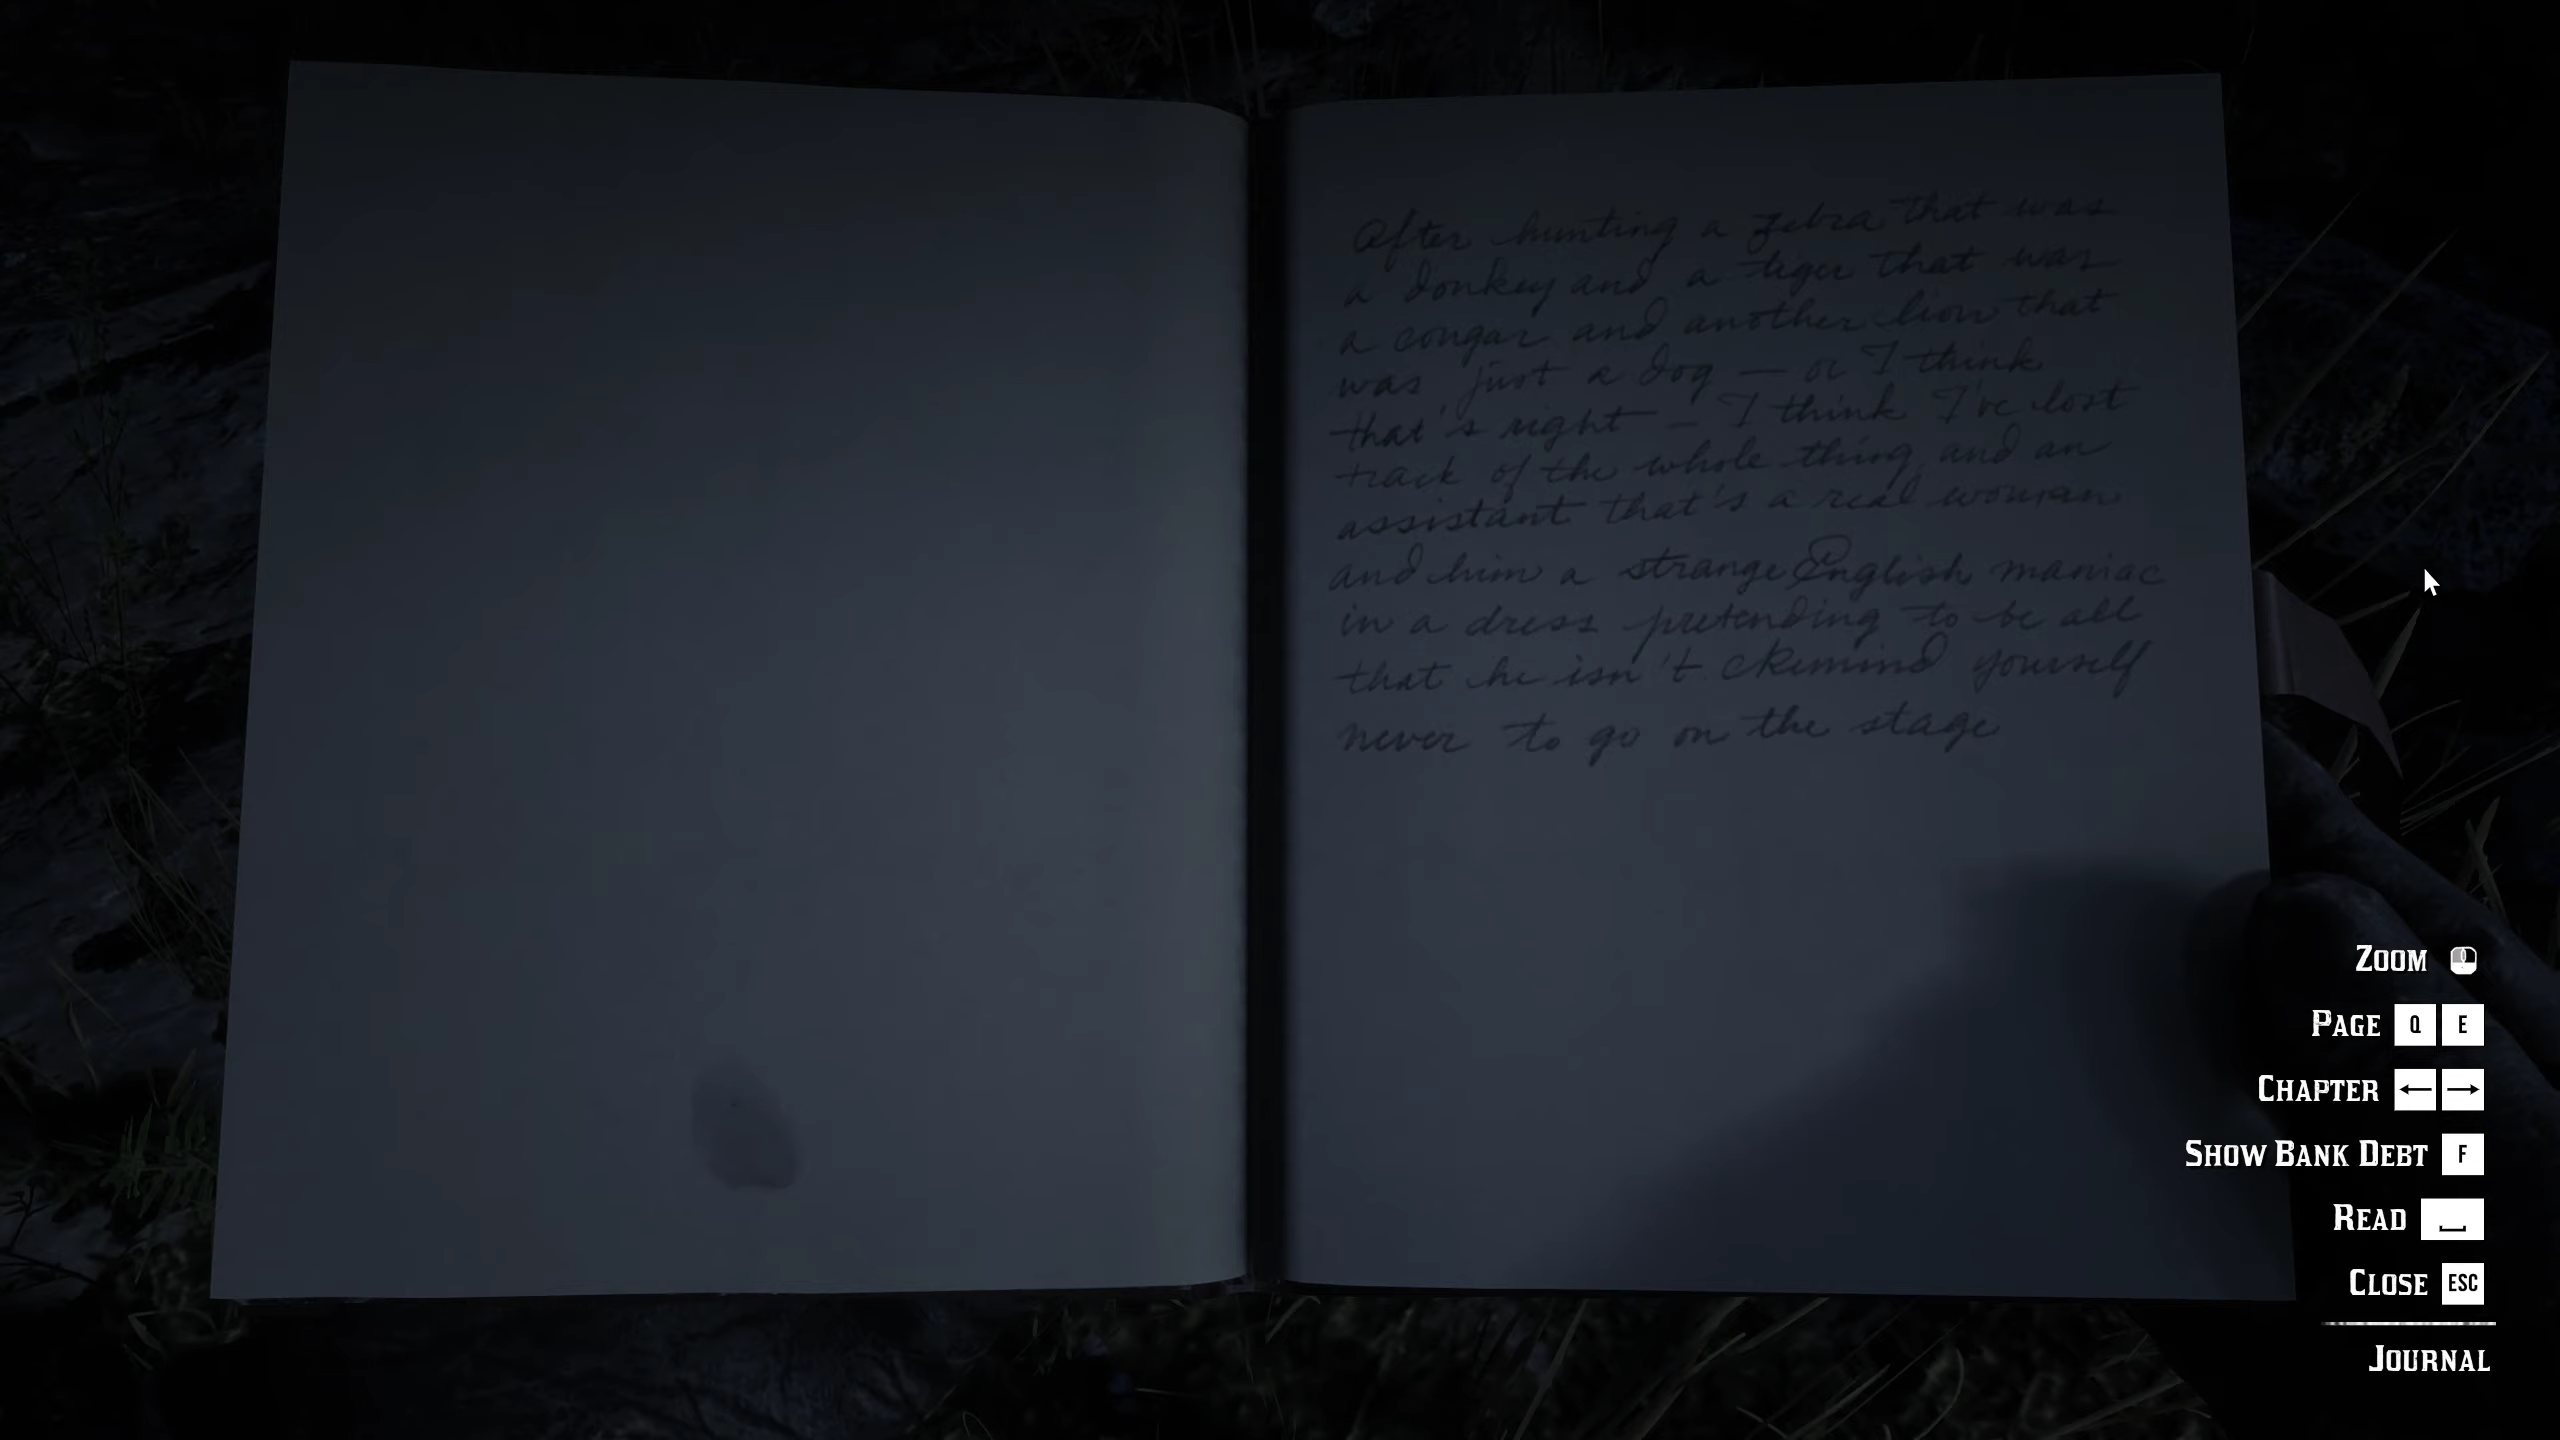 After hunting a zebra that was
a donkey and a tiger that was
a cougar and another lion that
was just a dog — or I think
that's right — I think I've lost
track of the whole thing and an
assistant that's a real woman
and him a strange English maniac
in a dress pretending to be all
that he isn't Remind yourself
never to go on the stage
ZOOM
PAGE Q E
CHAPTER ← →
SHOW BANK DEBT F
READ
CLOSE ESC
JOURNAL